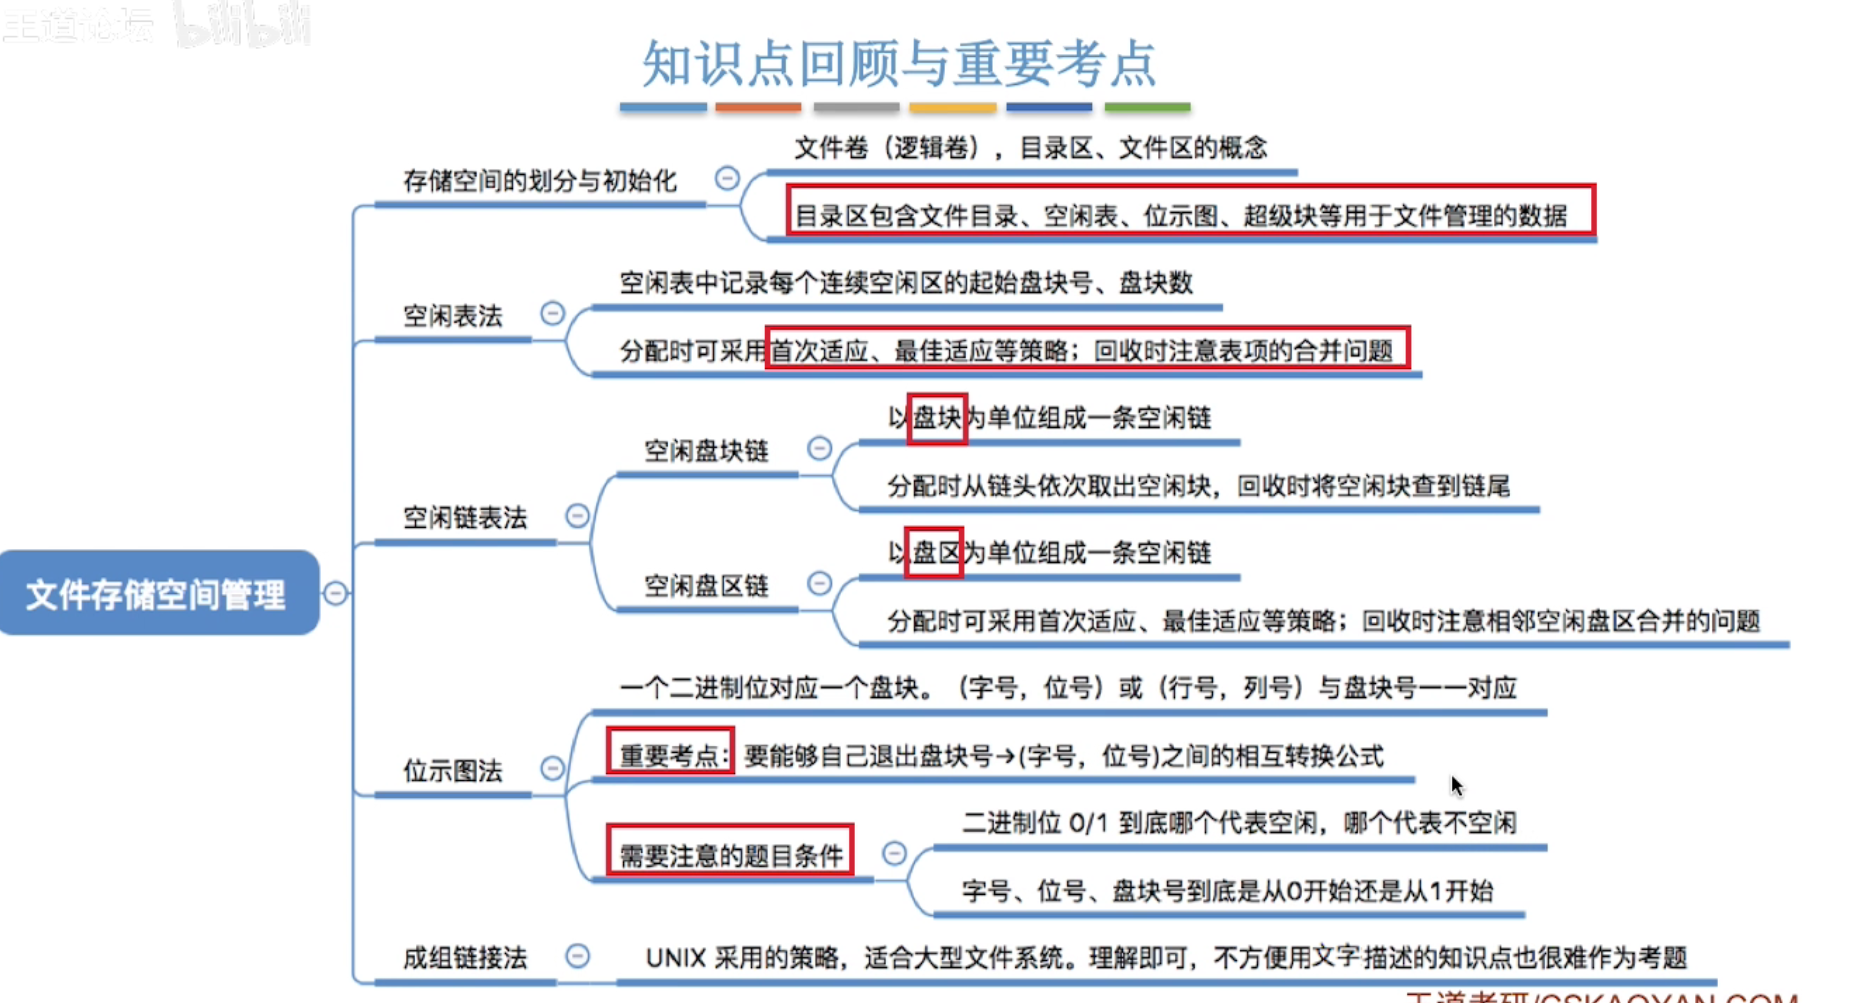 王道论坛 bilibili
知识点回顾与重要考点
文件卷（逻辑卷），目录区、文件区的概念
存储空间的划分与初始化
目录区包含文件目录、空闲表、位示图、超级块等用于文件管理的数据
空闲表中记录每个连续空闲区的起始盘块号、盘块数
空闲表法
分配时可采用首次适应、最佳适应等策略；回收时注意表项的合并问题
以盘块为单位组成一条空闲链
空闲盘块链
分配时从链头依次取出空闲块，回收时将空闲块查到链尾
空闲链表法
以盘区为单位组成一条空闲链
空闲盘区链
分配时可采用首次适应、最佳适应等策略；回收时注意相邻空闲盘区合并的问题
文件存储空间管理
一个二进制位对应一个盘块。（字号，位号）或（行号，列号）与盘块号一一对应
重要考点：要能够自己退出盘块号→(字号，位号)之间的相互转换公式
位示图法
二进制位 0/1 到底哪个代表空闲，哪个代表不空闲
需要注意的题目条件
字号、位号、盘块号到底是从0开始还是从1开始
成组链接法
UNIX 采用的策略，适合大型文件系统。理解即可，不方便用文字描述的知识点也很难作为考题
王道考研/CSKAOYAN.COM